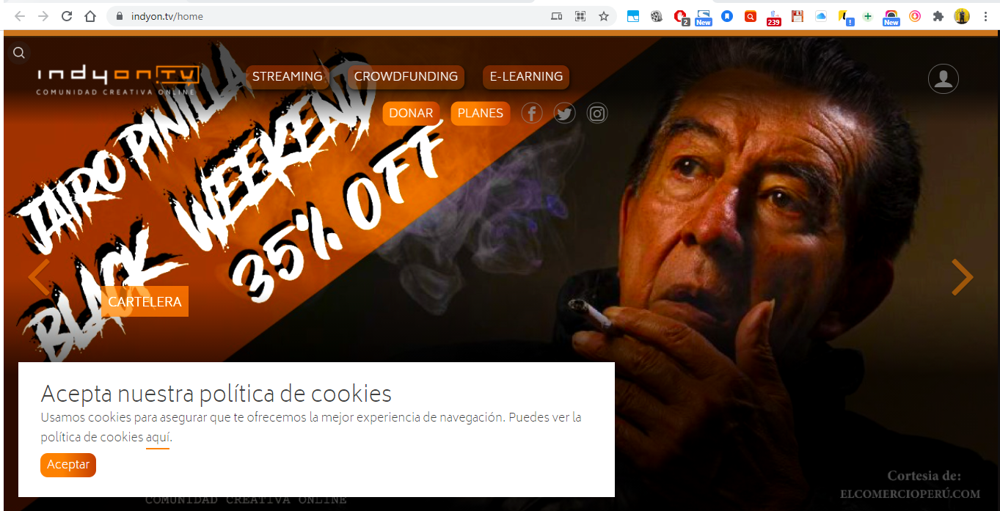 indyon.tv/home
2
New
239
New
indyon.tv
COMUNIDAD CREATIVA ONLINE
STREAMING
CROWDFUNDING
E-LEARNING
DONAR
PLANES
JAIRO PINILLA
BLACK WEEKEND
35% OFF
CARTELERA
Acepta nuestra política de cookies
Usamos cookies para asegurar que te ofrecemos la mejor experiencia de navegación. Puedes ver la
política de cookies aquí.
Aceptar
Cortesia de:
ELCOMERCIOPERÚ.COM
COMUNIDAD CREATIVA ONLINE